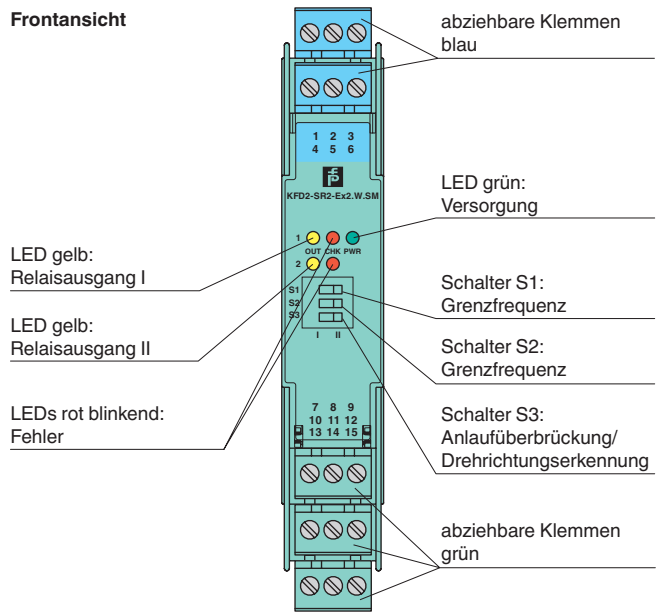 Frontansicht
abziehbare Klemmen
blau
1 2 3
4 5 6
KFD2-SR2-Ex2.W.SM
LED grün:
Versorgung
1
OUT CHK PWR
2
LED gelb:
Relaisausgang I
S1
S2
S3
I II
Schalter S1:
Grenzfrequenz
LED gelb:
Relaisausgang II
Schalter S2:
Grenzfrequenz
LEDs rot blinkend:
Fehler
7 8 9
10 11 12
13 14 15
Schalter S3:
Anlaufüberbrückung/
Drehrichtungserkennung
abziehbare Klemmen
grün